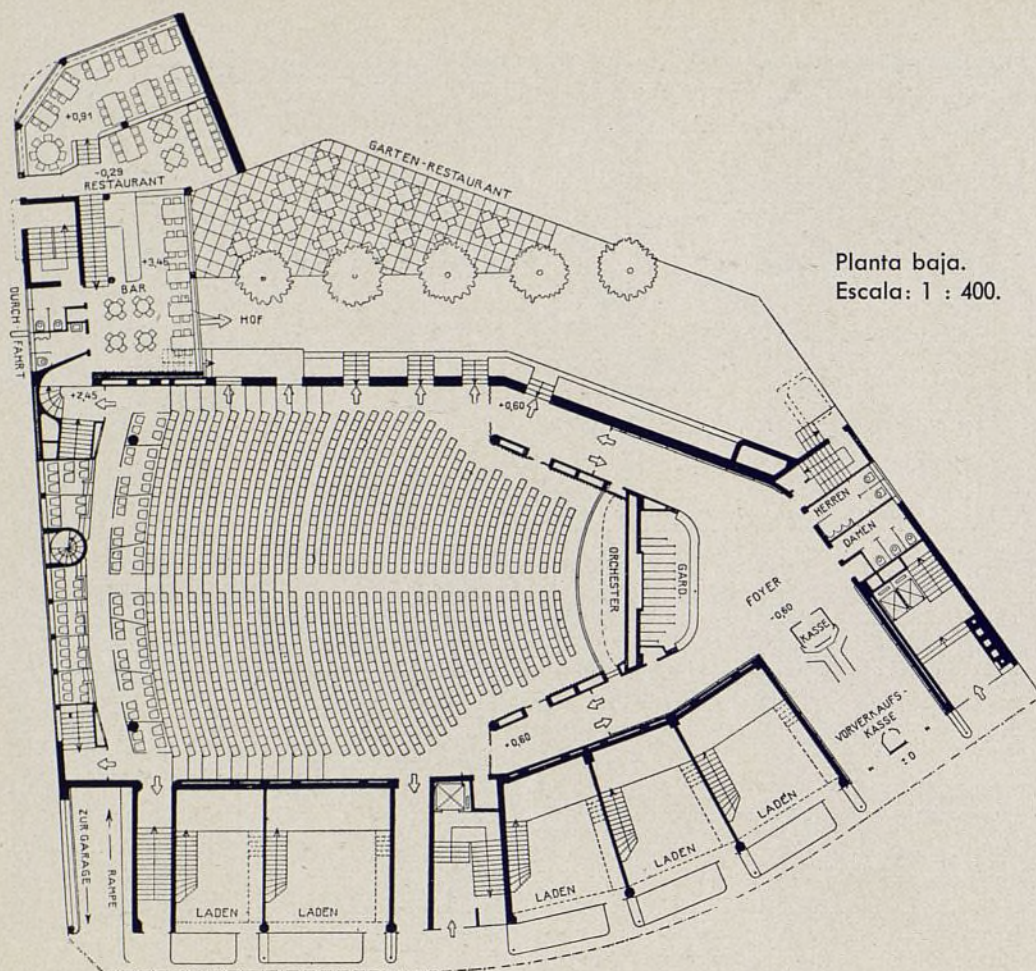 GARTEN-RESTAURANT
+0,91
-0,29
RESTAURANT
Planta baja.
Escala: 1 : 400.
+3,45
BAR
HOF
DURCH-
FAHRT
+2,45
+0,60
HERREN
DAMEN
ORCHESTER
GARD.
FOYER
-0,60
KASSE
VORVERKAUFS-
KASSE
±0
+0,60
ZUR GARAGE
RAMPE
LADEN
LADEN
LADEN
LADEN
LADEN